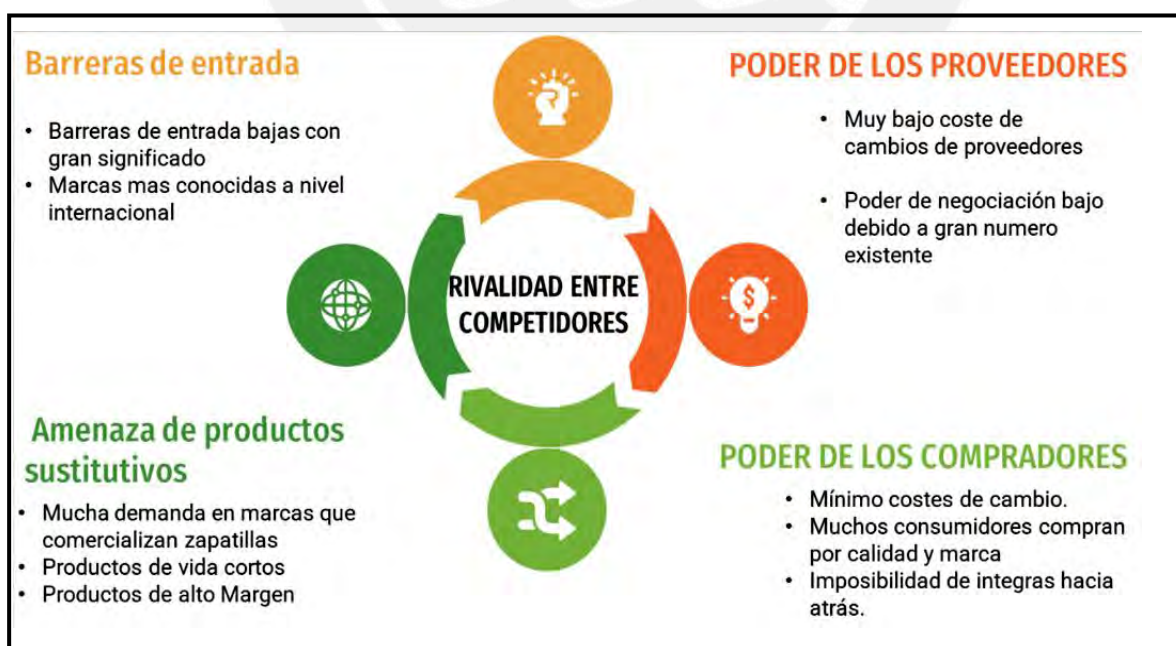 Barreras de entrada
• Barreras de entrada bajas con
gran significado
• Marcas mas conocidas a nivel
internacional
PODER DE LOS PROVEEDORES
• Muy bajo coste de
cambios de proveedores
• Poder de negociación bajo
debido a gran numero
existente
RIVALIDAD ENTRE
COMPETIDORES
$
Amenaza de productos
sustitutivos
• Mucha demanda en marcas que
comercializan zapatillas
• Productos de vida cortos
• Productos de alto Margen
PODER DE LOS COMPRADORES
• Mínimo costes de cambio.
• Muchos consumidores compran
por calidad y marca
• Imposibilidad de integras hacia
atrás.